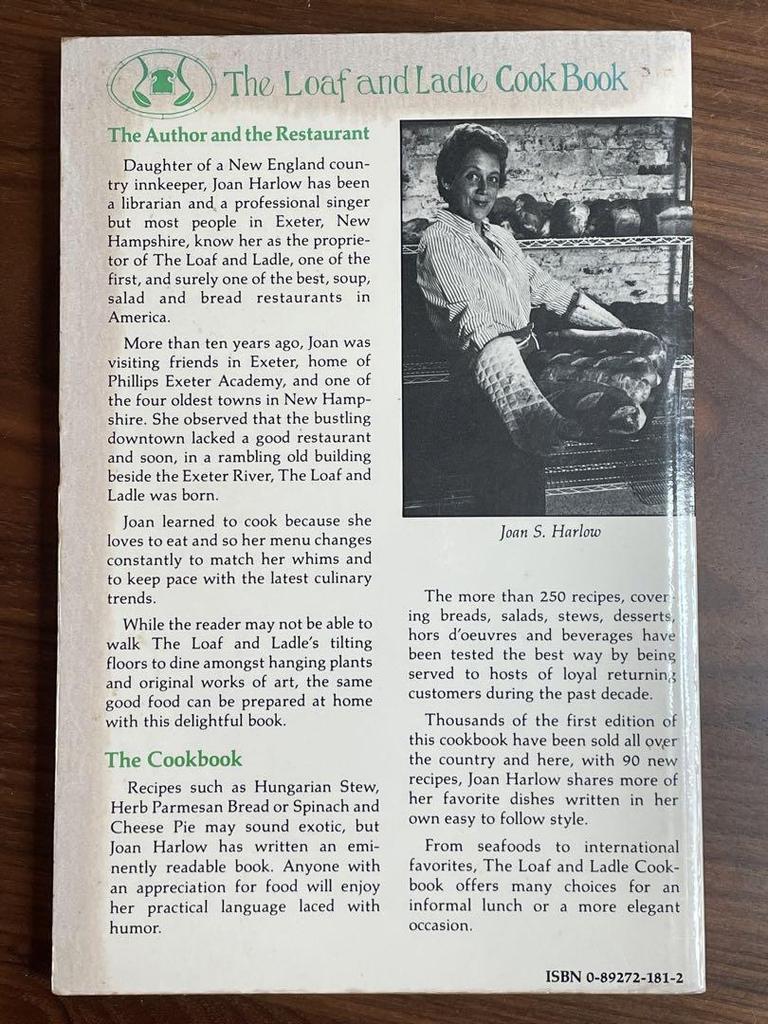 The Loaf and Ladle Cook Book
The Author and the Restaurant
Daughter of a New England coun-
try innkeeper, Joan Harlow has been
a librarian and a professional singer
but most people in Exeter, New
Hampshire, know her as the proprie-
tor of The Loaf and Ladle, one of the
first, and surely one of the best, soup,
salad and bread restaurants in
America.
More than ten years ago, Joan was
visiting friends in Exeter, home of
Phillips Exeter Academy, and one of
the four oldest towns in New Hamp-
shire. She observed that the bustling
downtown lacked a good restaurant
and soon, in a rambling old building
beside the Exeter River, The Loaf and
Ladle was born.
Joan learned to cook because she
loves to eat and so her menu changes
constantly to match her whims and
to keep pace with the latest culinary
trends.
While the reader may not be able to
walk The Loaf and Ladle's tilting
floors to dine amongst hanging plants
and original works of art, the same
good food can be prepared at home
with this delightful book.
The Cookbook
Recipes such as Hungarian Stew,
Herb Parmesan Bread or Spinach and
Cheese Pie may sound exotic, but
Joan Harlow has written an emi-
nently readable book. Anyone with
an appreciation for food will enjoy
her practical language laced with
humor.
Joan S. Harlow
The more than 250 recipes, cover-
ing breads, salads, stews, desserts,
hors d'oeuvres and beverages have
been tested the best way by being
served to hosts of loyal returning
customers during the past decade.
Thousands of the first edition of
this cookbook have been sold all over
the country and here, with 90 new
recipes, Joan Harlow shares more of
her favorite dishes written in her
own easy to follow style.
From seafoods to international
favorites, The Loaf and Ladle Cook-
book offers many choices for an
informal lunch or a more elegant
occasion.
ISBN 0-89272-181-2